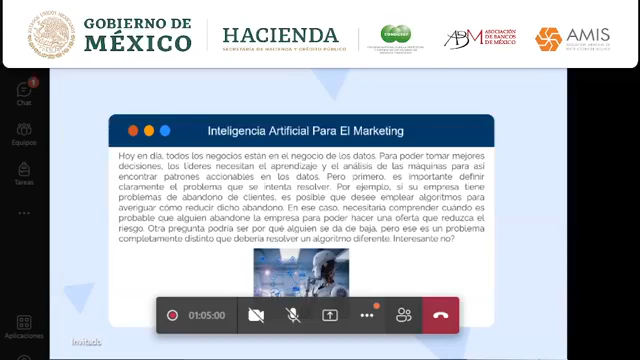 GOBIERNO DE
MÉXICO
HACIENDA
SECRETARÍA DE HACIENDA Y CRÉDITO PÚBLICO
CONDUSEF
ABM
ASOCIACIÓN
DE BANCOS
DE MÉXICO
AMIS
1
Chat
Equipos
Tareas
Aplicaciones
Inteligencia Artificial Para El Marketing
Hoy en día, todos los negocios están en el negocio de los datos. Para poder tomar mejores
decisiones, los líderes necesitan el aprendizaje y el análisis de las máquinas para así
encontrar patrones accionables en los datos. Pero primero, es importante definir
claramente el problema que se intenta resolver. Por ejemplo, si su empresa tiene
problemas de abandono de clientes, es posible que desee emplear algoritmos para
averiguar cómo reducir dicho abandono. En ese caso, necesitaría comprender cuándo es
probable que alguien abandone la empresa para poder hacer una oferta que reduzca el
riesgo. Otra pregunta podría ser por qué alguien se da de baja, pero ese es un problema
completamente distinto que debería resolver un algoritmo diferente. Interesante no?
01:05:00
Invitado